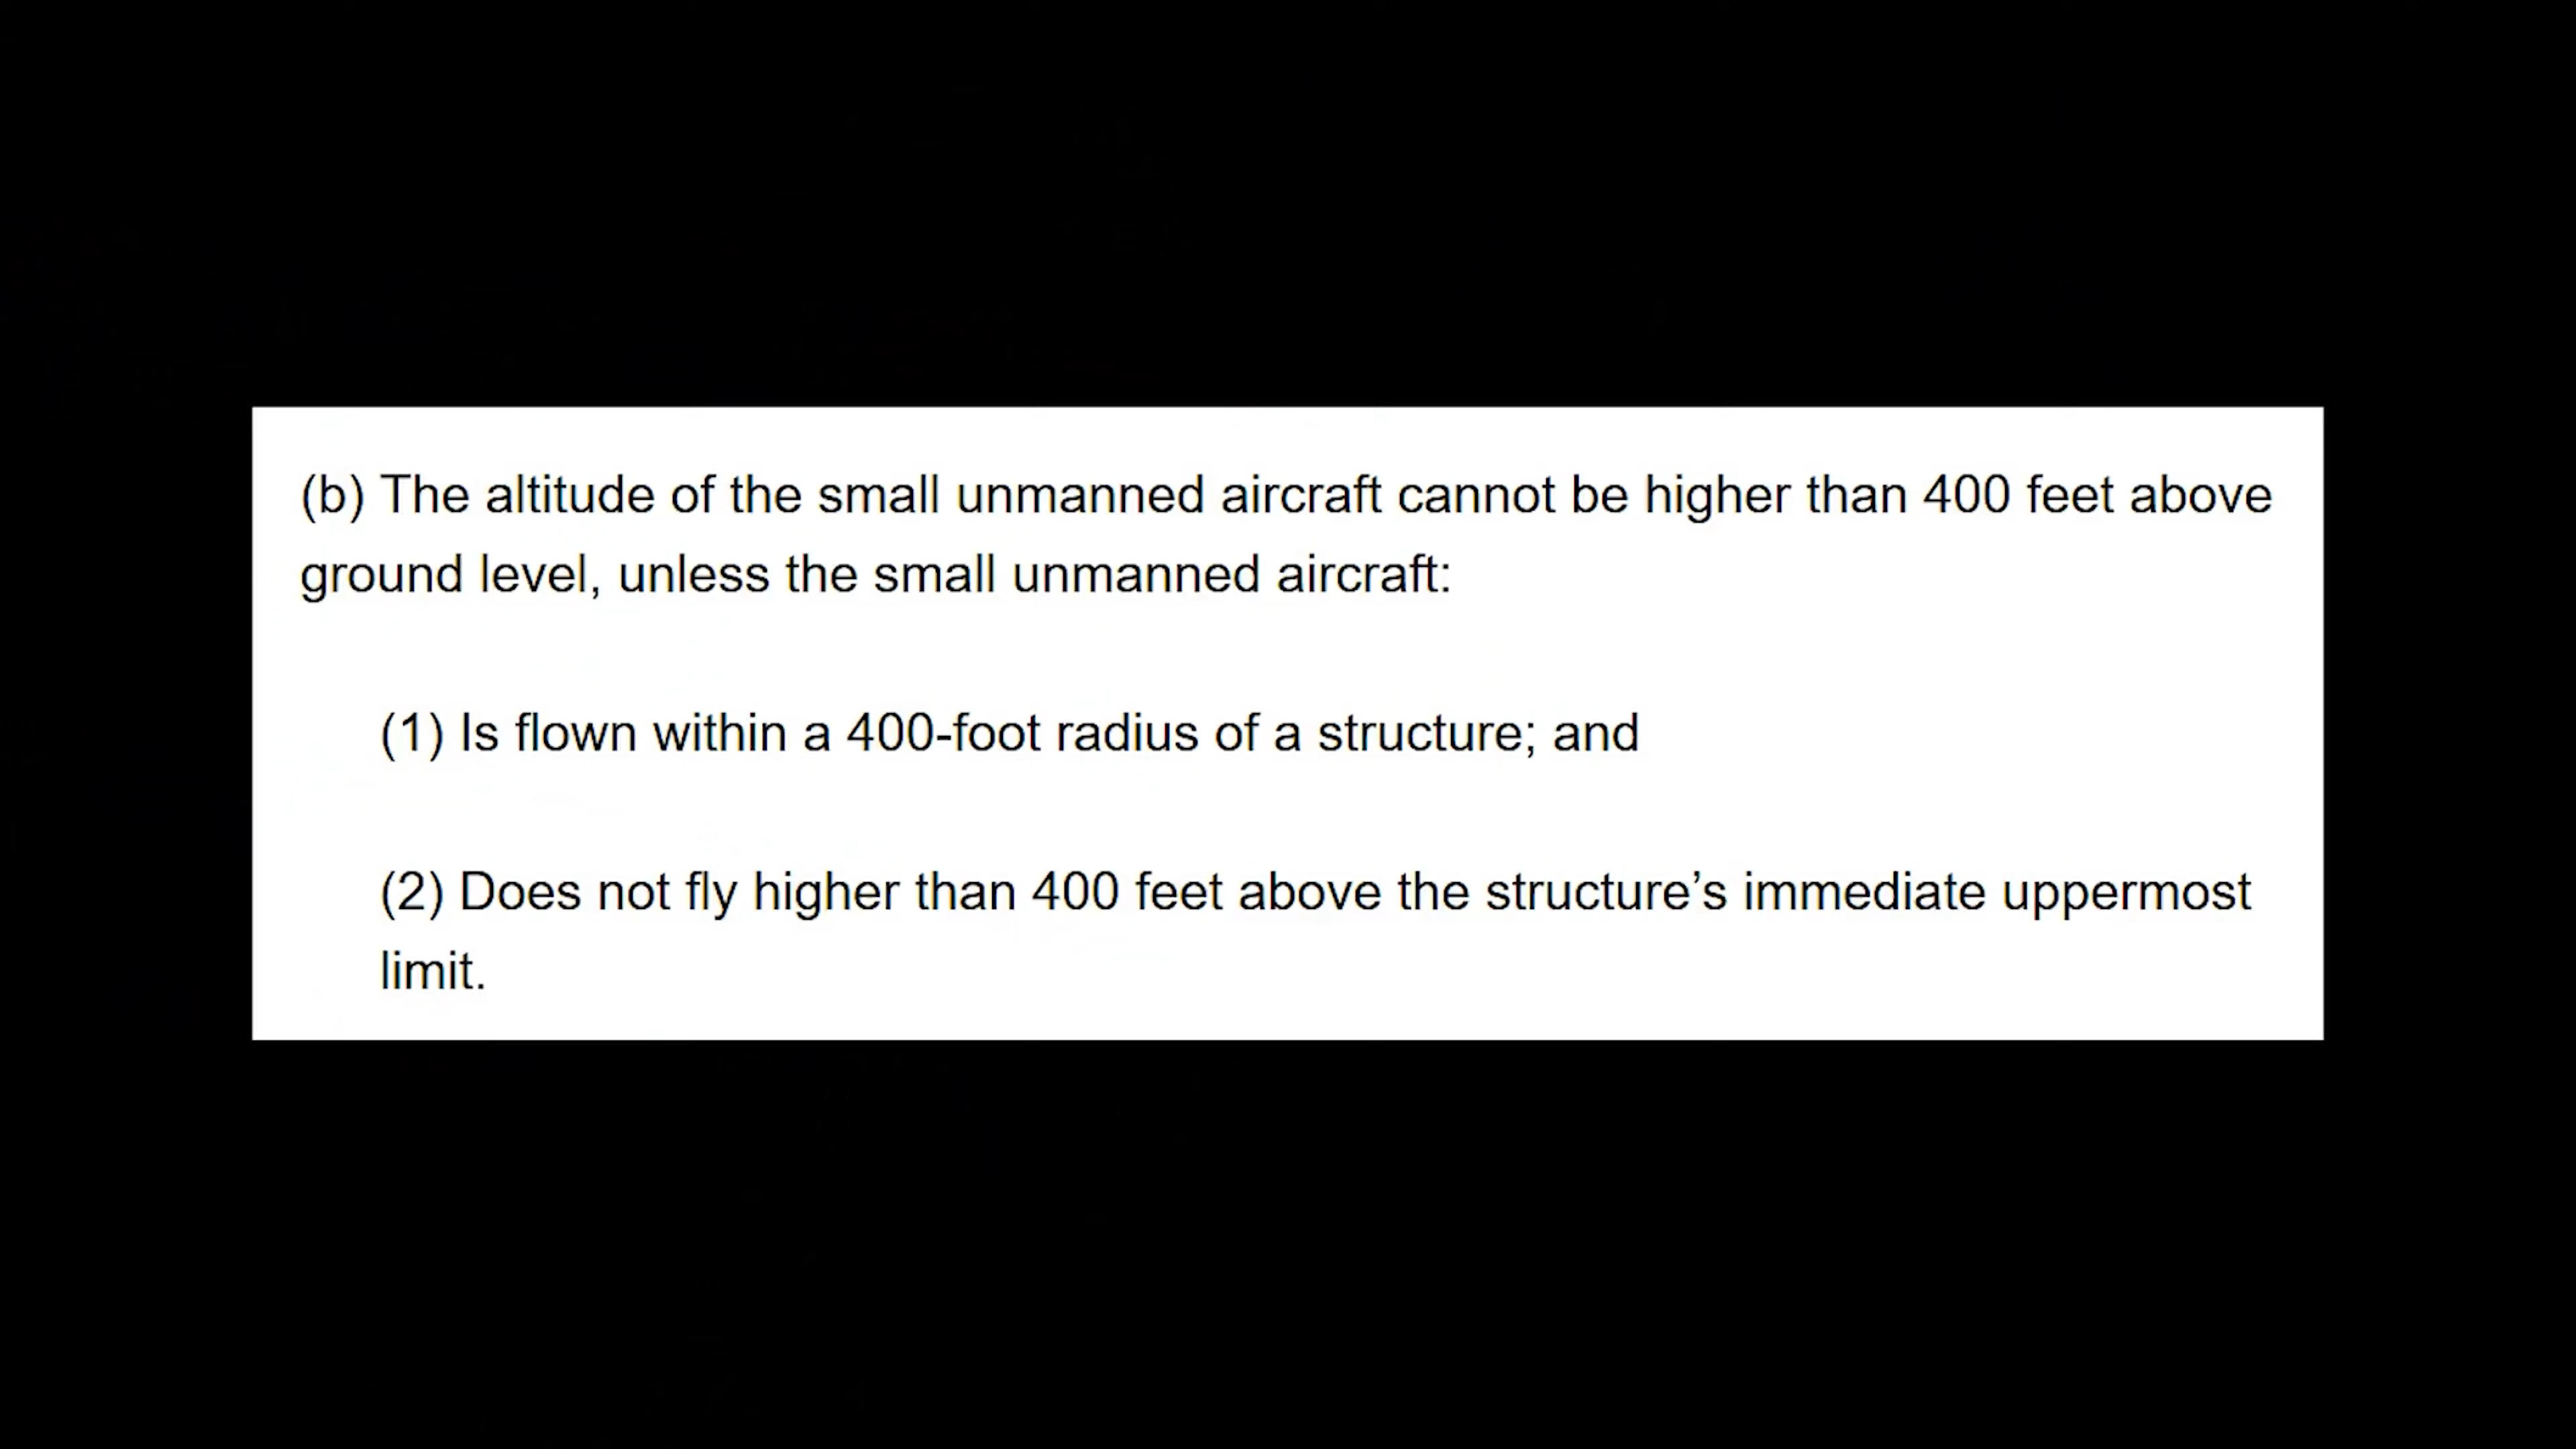 (b) The altitude of the small unmanned aircraft cannot be higher than 400 feet above
ground level, unless the small unmanned aircraft:
(1) Is flown within a 400-foot radius of a structure; and
(2) Does not fly higher than 400 feet above the structure’s immediate uppermost
limit.